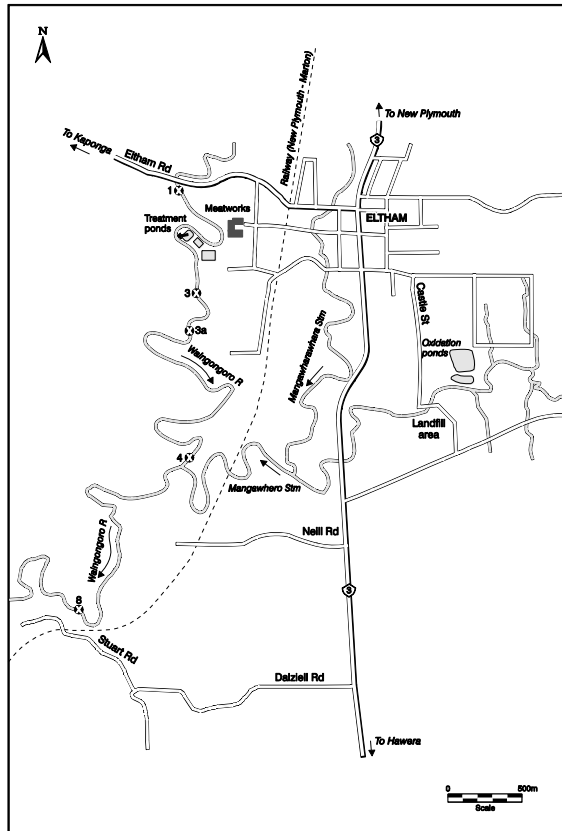 N
To New Plymouth
3
To Kaponga
Eltham Rd
Railway (New Plymouth - Marton)
1
Meatworks
ELTHAM
Treatment
ponds
3
Castle St
3a
Mangawharawhara Stm
Oxidation
ponds
Waingongoro R
Landfill
area
4
Mangawhero Stm
Waingongoro R
Neill Rd
3
6
Stuart Rd
Dalziell Rd
To Hawera
0 500m
Scale